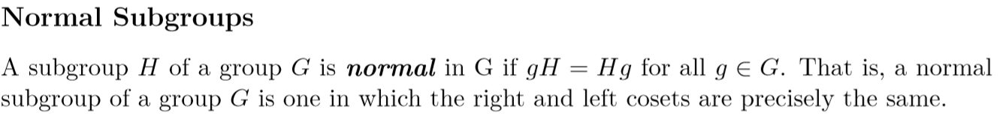 Normal Subgroups
A subgroup H of a group G is normal in G if gH = Hg for all g ∈ G. That is, a normal
subgroup of a group G is one in which the right and left cosets are precisely the same.